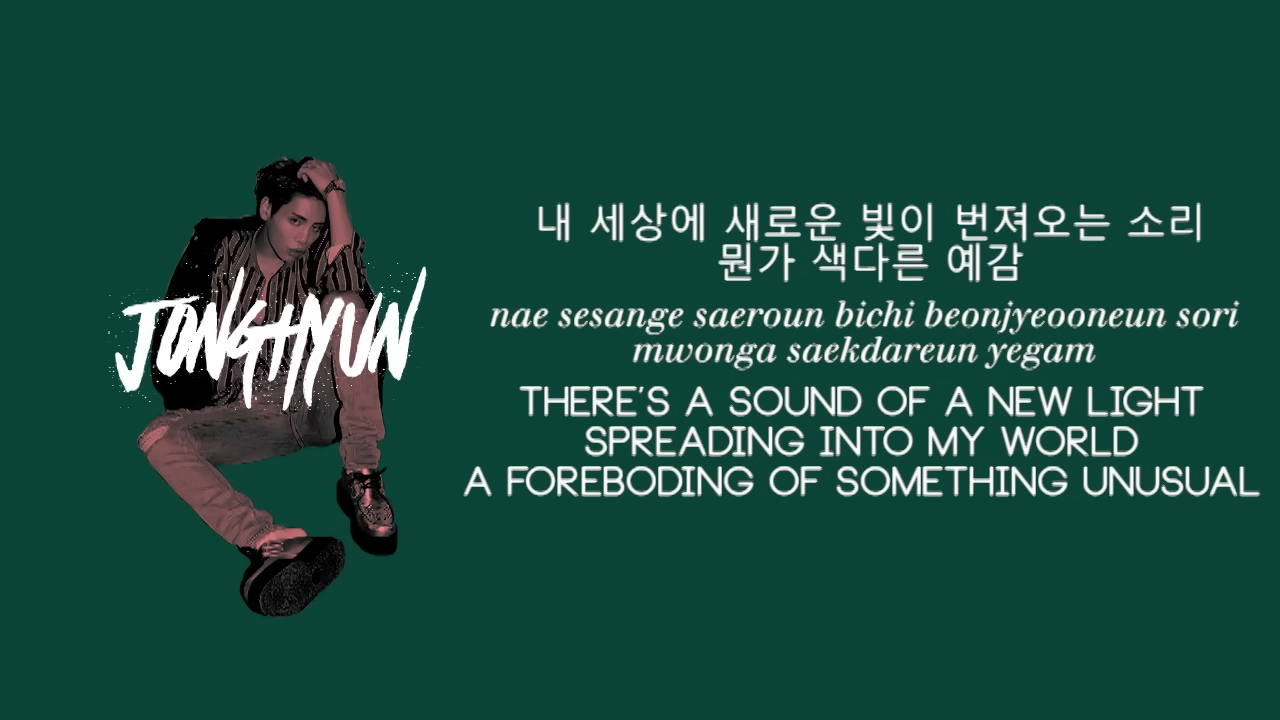 JONGHYUN
내 세상에 새로운 빛이 번져오는 소리
뭔가 색다른 예감
nae sesange saeroun bichi beonjyeooneun sori
mwonga saekdareun yegam
THERE'S A SOUND OF A NEW LIGHT
SPREADING INTO MY WORLD
A FOREBODING OF SOMETHING UNUSUAL